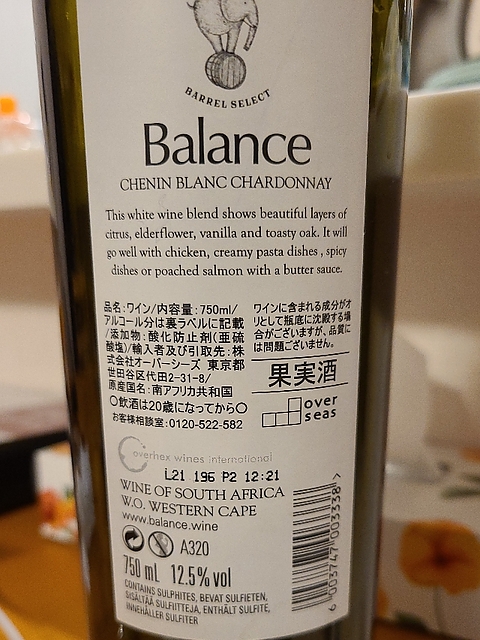 BARREL SELECT
Balance
CHENIN BLANC CHARDONNAY
This white wine blend shows beautiful layers of
citrus, elderflower, vanilla and toasty oak. It will
go well with chicken, creamy pasta dishes , spicy
dishes or poached salmon with a butter sauce.
品名:ワイン/内容量:750ml/
アルコール分は裏ラベルに記載
/添加物:酸化防止剤(亜硫
酸塩)/輸入者及び引取先:株
式会社オーバーシーズ 東京都
世田谷区代田2-31-8/
原産国名:南アフリカ共和国
○飲酒は20歳になってから○
お客様相談室:0120-522-582
ワインに含まれる成分がオ
リとして瓶底に沈殿する場
合がございますが、品質に
は問題ございません。
果実酒
over
seas
overhex wines international
L21 196 P2 12:21
WINE OF SOUTH AFRICA
W.O. WESTERN CAPE
www.balance.wine
A320
750 mL 12.5% vol
CONTAINS SULPHITES, BEVAT SULFIETEN,
SISÄLTÄÄ SULFIITTEJA, ENTHÄLT SULFITE,
INNEHÅLLER SULFITER
6 003747 003338 >